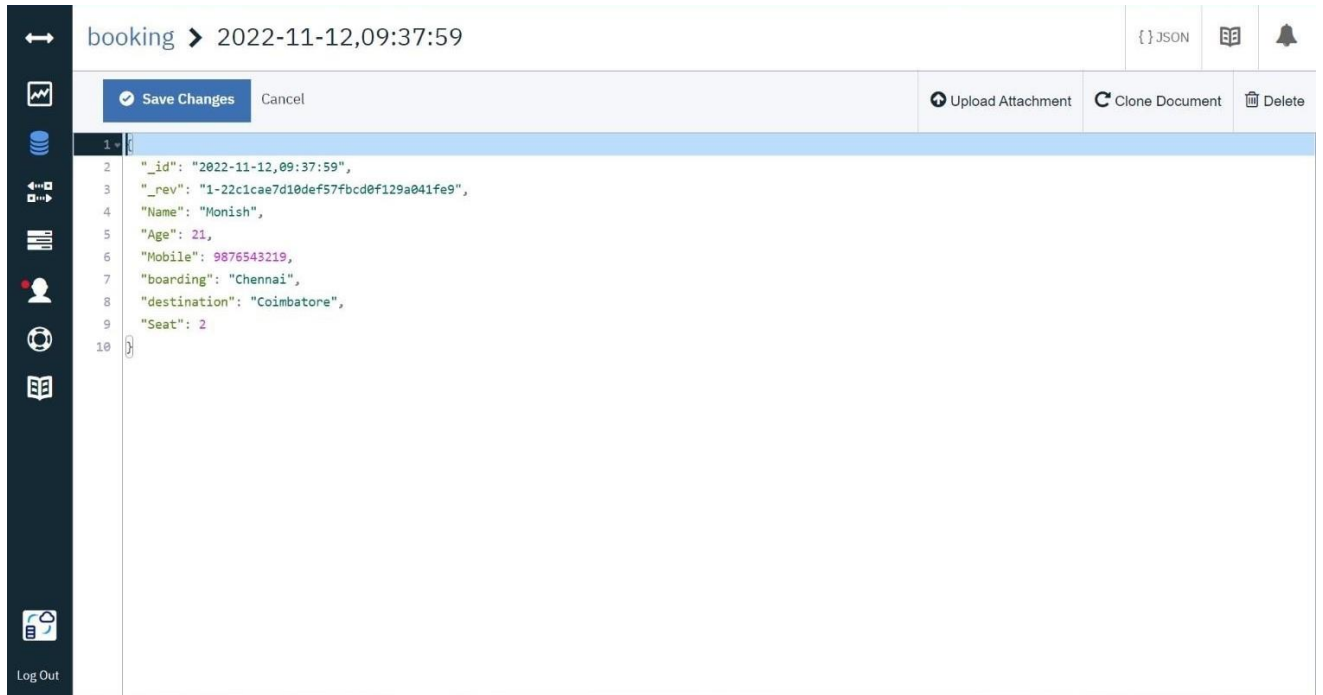 booking > 2022-11-12,09:37:59
{ } JSON
Save Changes Cancel
Upload Attachment Clone Document Delete
1 {
2 "_id": "2022-11-12,09:37:59",
3 "_rev": "1-22c1cae7d10def57fbcd0f129a041fe9",
4 "Name": "Monish",
5 "Age": 21,
6 "Mobile": 9876543219,
7 "boarding": "Chennai",
8 "destination": "Coimbatore",
9 "Seat": 2
10 }
Log Out